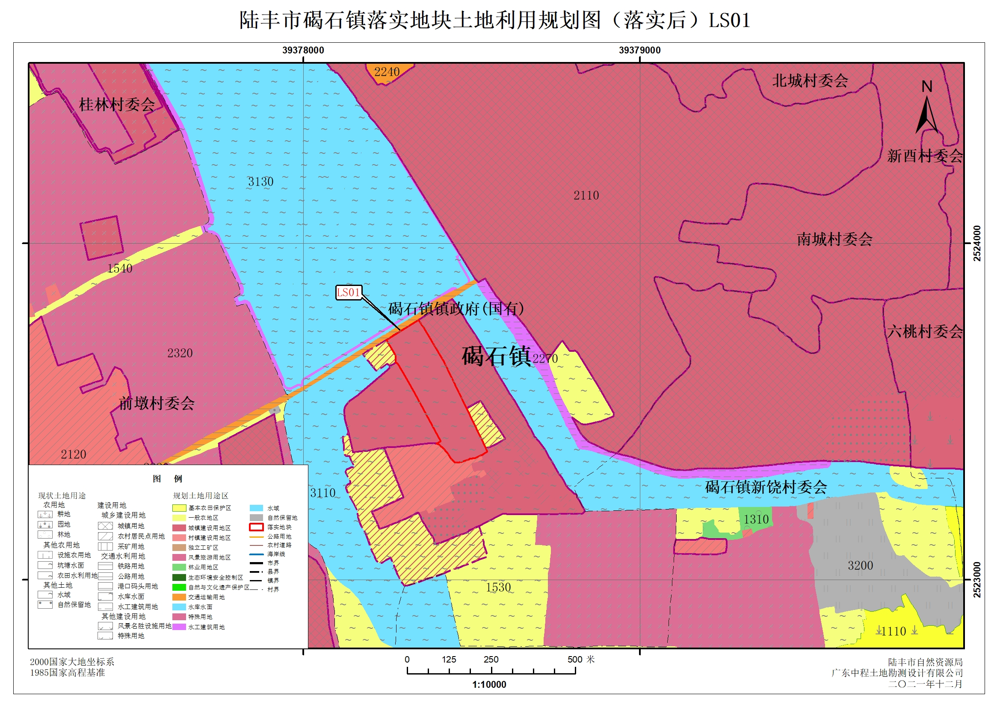 陆丰市碣石镇落实地块土地利用规划图（落实后）LS01
39378000
39379000
2240
北城村委会
N
桂林村委会
新酉村委会
3130
2110
南城村委会
2524000
1540
LS01
碣石镇镇政府(国有)
六桃村委会
2320
碣石镇
2270
前墩村委会
2120
3110
碣石镇新饶村委会
1310
3200
2523000
1530
1110
图 例
现状土地用途
农用地
耕地
园地
林地
其他农用地
设施农用地
坑塘水面
农田水利用地
其他土地
水域
自然保留地
建设用地
城乡建设用地
城镇用地
农村居民点用地
采矿用地
交通水利用地
铁路用地
公路用地
港口码头用地
水库水面
水工建筑用地
其他建设用地
风景名胜设施用地
特殊用地
规划土地用途区
基本农田保护区
一般农地区
城镇建设用地区
村镇建设用地区
独立工矿区
风景旅游用地区
林业用地区
生态环境安全控制区
自然与文化遗产保护区
交通运输用地
水库水面
特殊用地
水工建筑用地
水域
自然保留地
落实地块
公路用地
农村道路
海岸线
市界
县界
镇界
村界
2000国家大地坐标系
1985国家高程基准
0 125 250 500 米
1:10000
陆丰市自然资源局
广东中程土地勘测设计有限公司
二〇二一年十二月